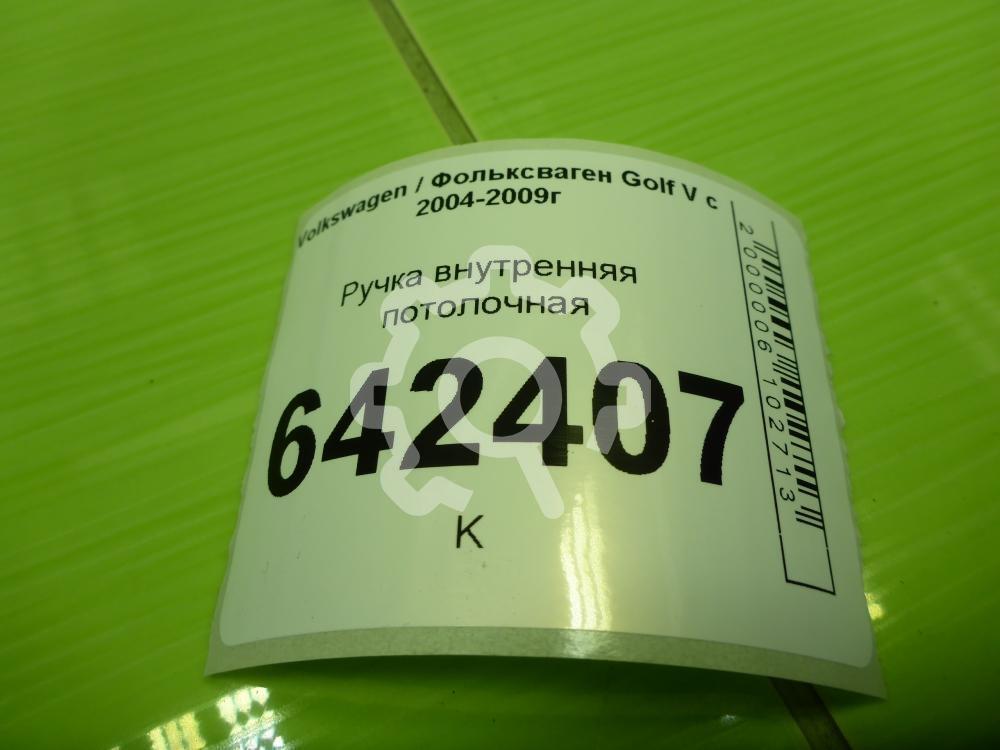 Volkswagen / Фольксваген Golf V с
2004-2009г
Ручка внутренняя
потолочная
642407
К
2000006102713